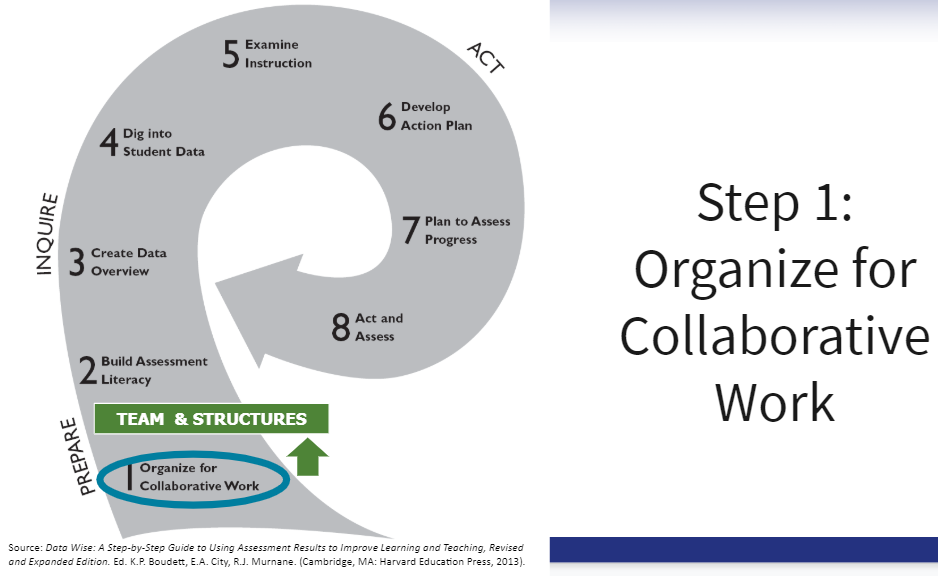 5 Examine
Instruction
ACT
6 Develop
Action Plan
4 Dig into
Student Data
7 Plan to Assess
Progress
INQUIRE
3 Create Data
Overview
8 Act and
Assess
2 Build Assessment
Literacy
TEAM & STRUCTURES
PREPARE
1 Organize for
Collaborative Work
Source: Data Wise: A Step-by-Step Guide to Using Assessment Results to Improve Learning and Teaching, Revised
and Expanded Edition. Ed. K.P. Boudett, E.A. City, R.J. Murnane. (Cambridge, MA: Harvard Education Press, 2013).
Step 1:
Organize for
Collaborative
Work